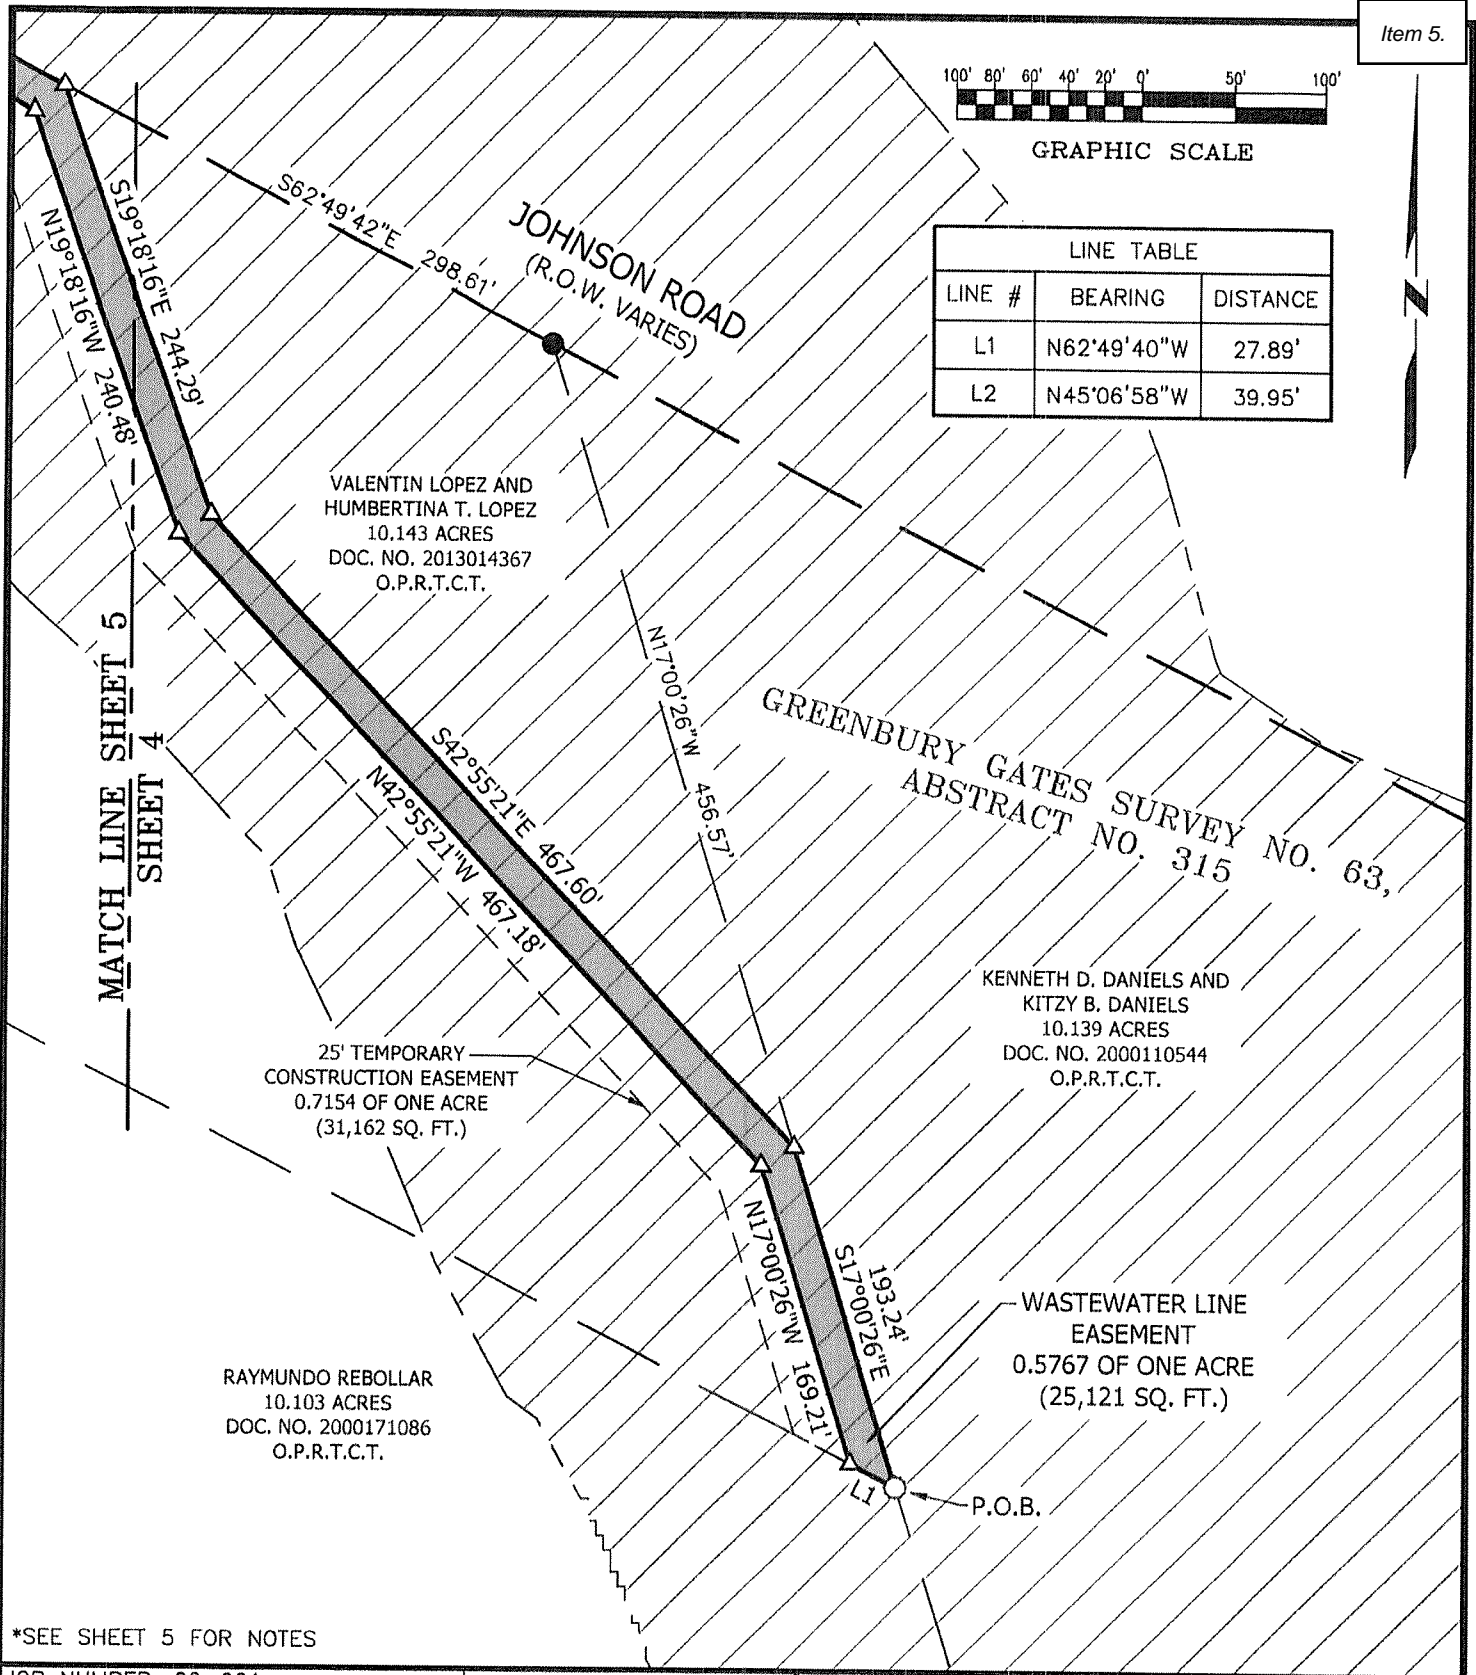 Item 5.
100' 80' 60' 40' 20' 0' 50' 100'
GRAPHIC SCALE
N
LINE TABLE
LINE # BEARING DISTANCE
L1 N62°49'40"W 27.89'
L2 N45°06'58"W 39.95'
S62°49'42"E 298.61'
JOHNSON ROAD
(R.O.W. VARIES)
S19°18'16"E 244.29'
N19°18'16"W 240.48'
VALENTIN LOPEZ AND
HUMBERTINA T. LOPEZ
10.143 ACRES
DOC. NO. 2013014367
O.P.R.T.C.T.
MATCH LINE SHEET 5
SHEET 4
N17°00'26"W 456.57'
GREENBURY GATES SURVEY NO. 63,
ABSTRACT NO. 315
S42°55'21"E 467.60'
N42°55'21"W 467.18'
KENNETH D. DANIELS AND
KITZY B. DANIELS
10.139 ACRES
DOC. NO. 2000110544
O.P.R.T.C.T.
25' TEMPORARY
CONSTRUCTION EASEMENT
0.7154 OF ONE ACRE
(31,162 SQ. FT.)
N17°00'26"W 169.21'
193.24'
S17°00'26"E
WASTEWATER LINE
EASEMENT
0.5767 OF ONE ACRE
(25,121 SQ. FT.)
RAYMUNDO REBOLLAR
10.103 ACRES
DOC. NO. 2000171086
O.P.R.T.C.T.
L1
P.O.B.
*SEE SHEET 5 FOR NOTES